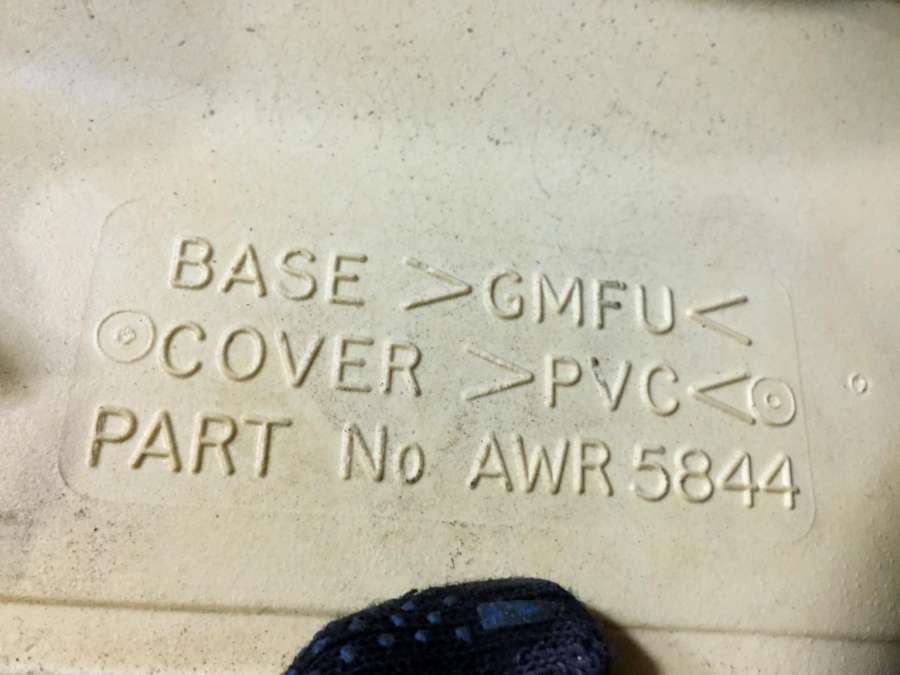 BASE >GMFU<
COVER >PVC<
PART No AWR 5844